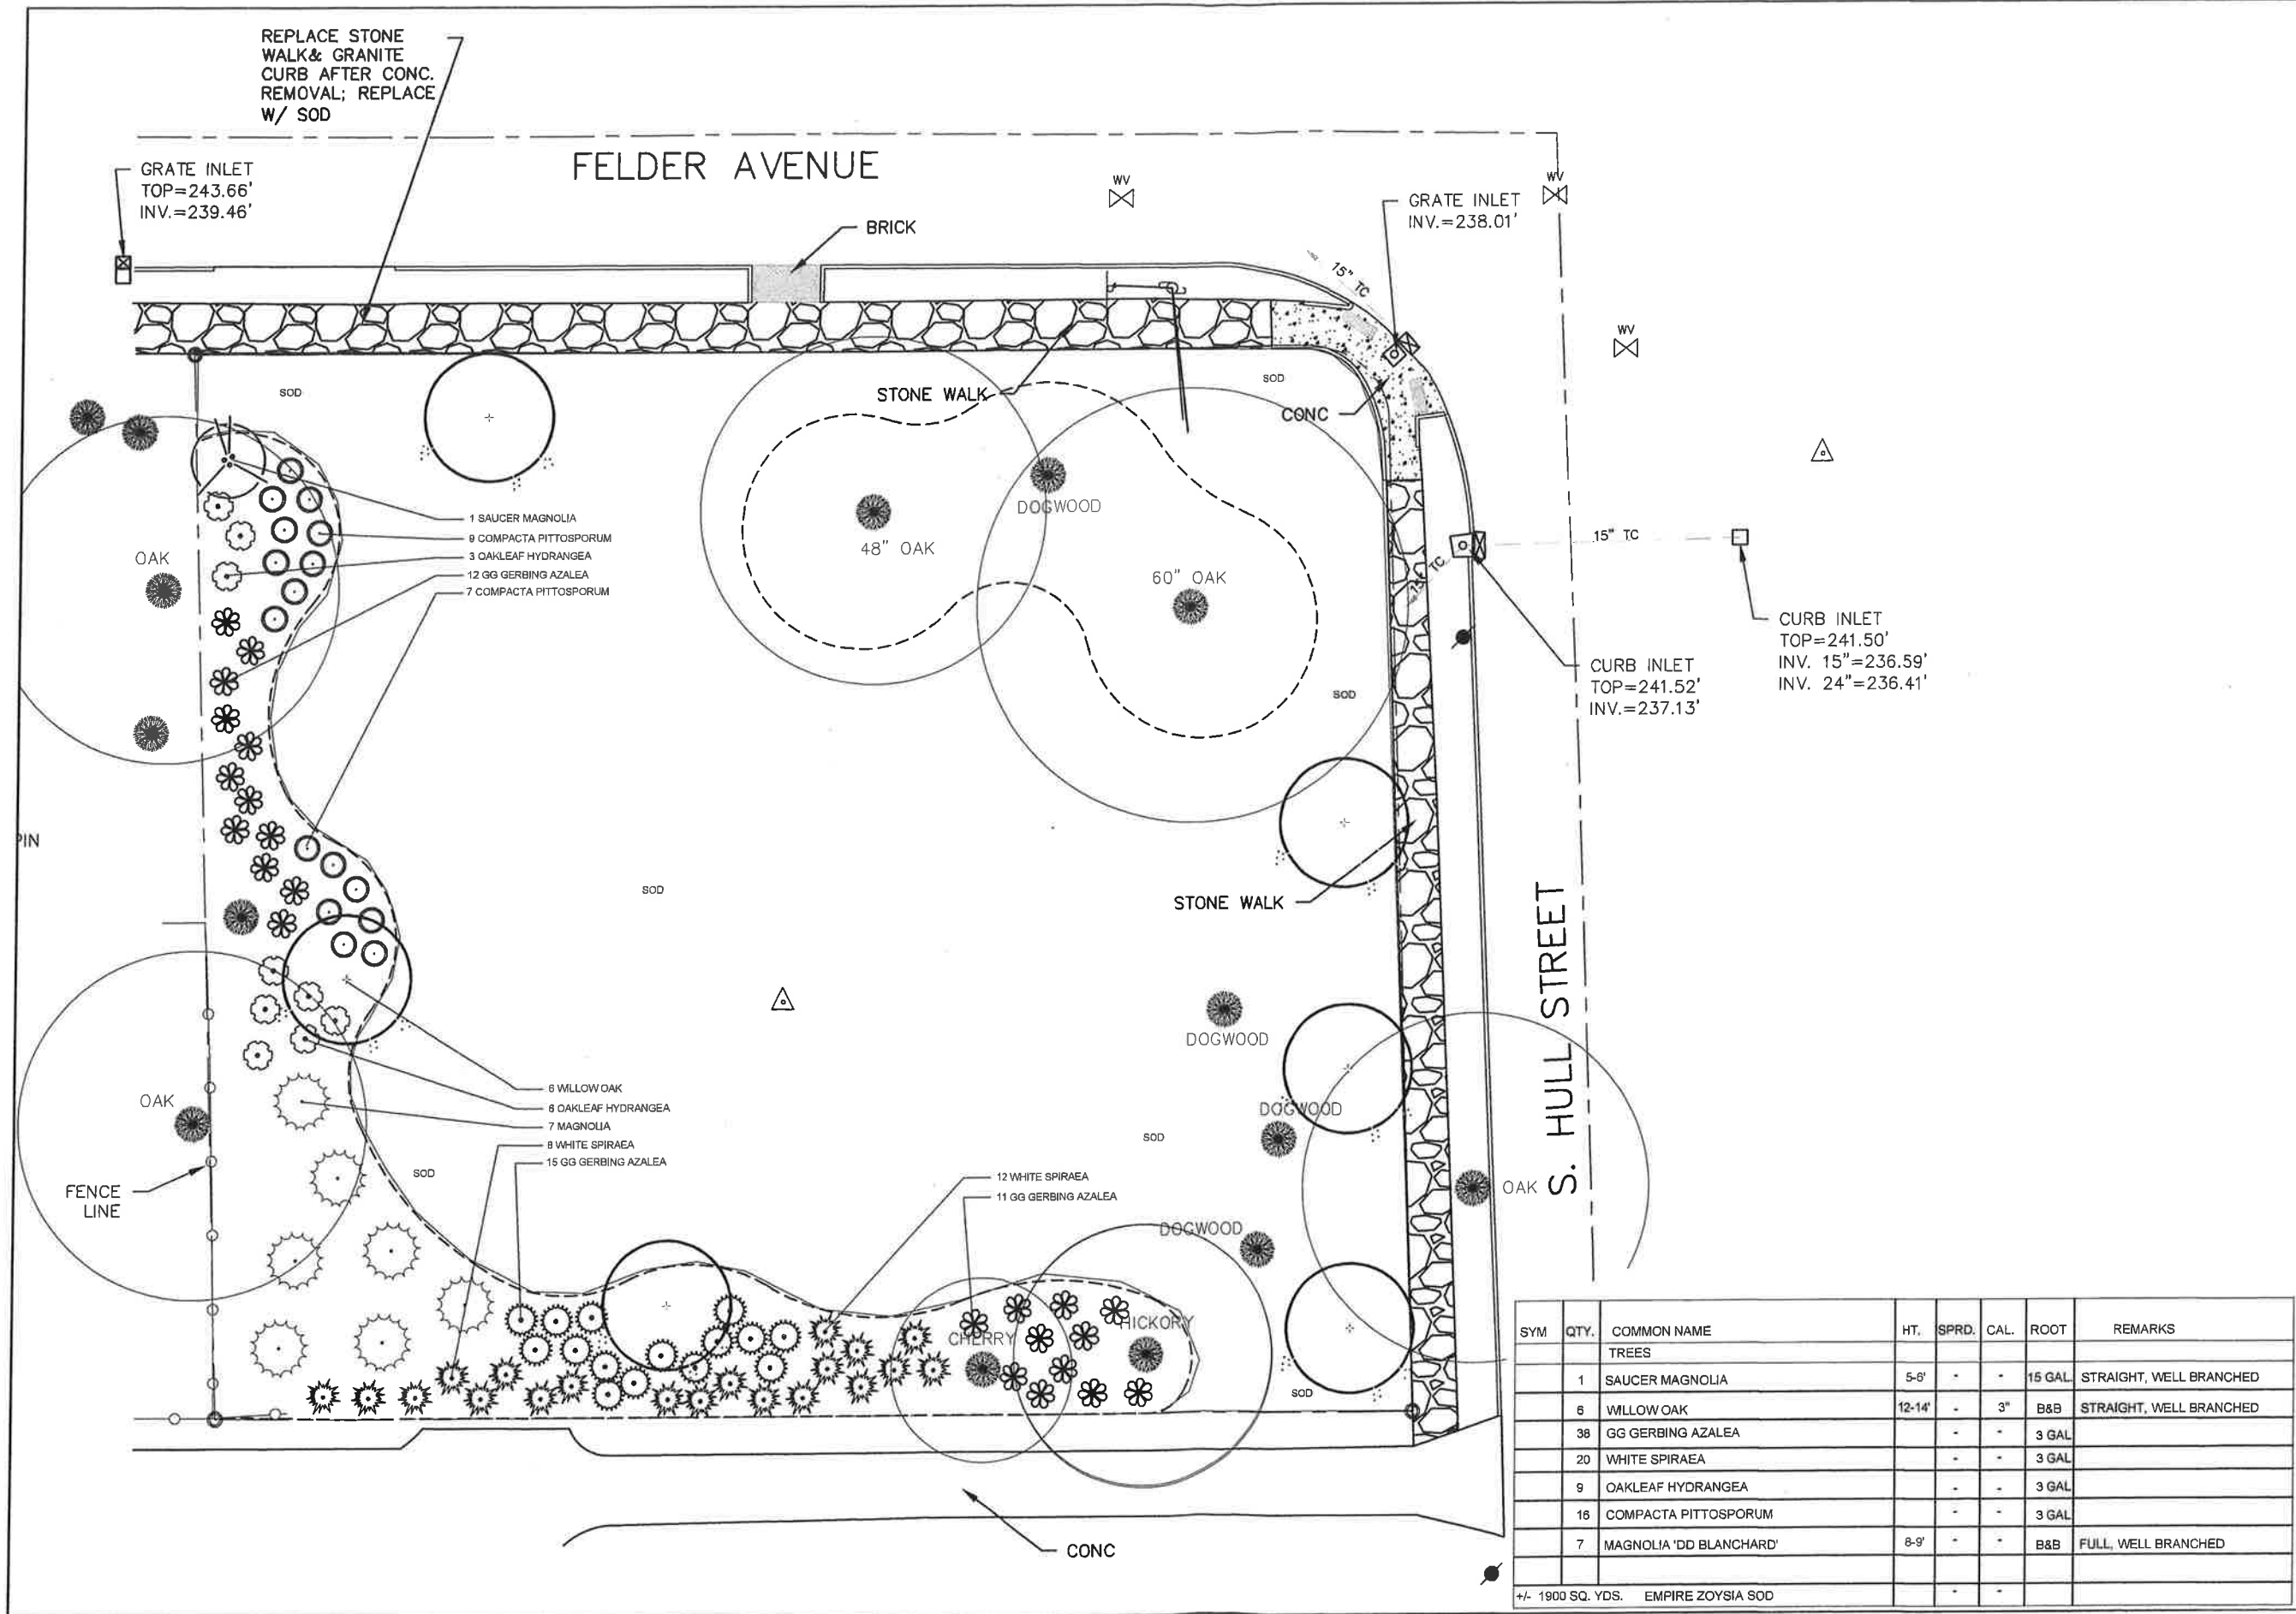 REPLACE STONE
WALK& GRANITE
CURB AFTER CONC.
REMOVAL; REPLACE
W/ SOD
FELDER AVENUE
GRATE INLET
TOP=243.66'
INV.=239.46'
WV
WV
GRATE INLET
INV.=238.01'
BRICK
15" TC
WV
SOD
STONE WALK
SOD
CONC
DOGWOOD
48" OAK
60" OAK
1 SAUCER MAGNOLIA
9 COMPACTA PITTOSPORUM
3 OAKLEAF HYDRANGEA
12 GG GERBING AZALEA
7 COMPACTA PITTOSPORUM
OAK
15" TC
15" TC
CURB INLET
TOP=241.50'
INV. 15"=236.59'
INV. 24"=236.41'
CURB INLET
TOP=241.52'
INV.=237.13'
SOD
PIN
SOD
STONE WALK
S. HULL STREET
DOGWOOD
OAK
6 WILLOW OAK
6 OAKLEAF HYDRANGEA
7 MAGNOLIA
8 WHITE SPIRAEA
15 GG GERBING AZALEA
DOGWOOD
SOD
SOD
FENCE
LINE
12 WHITE SPIRAEA
11 GG GERBING AZALEA
OAK
DOGWOOD
CHERRY
HICKORY
SOD
CONC
SYM QTY. COMMON NAME HT. SPRD. CAL. ROOT REMARKS
TREES
1 SAUCER MAGNOLIA 5-6' - - 15 GAL STRAIGHT, WELL BRANCHED
6 WILLOW OAK 12-14' - 3" B&B STRAIGHT, WELL BRANCHED
38 GG GERBING AZALEA - - 3 GAL
20 WHITE SPIRAEA - - 3 GAL
9 OAKLEAF HYDRANGEA - - 3 GAL
16 COMPACTA PITTOSPORUM - - 3 GAL
7 MAGNOLIA 'DD BLANCHARD' 8-9' - - B&B FULL, WELL BRANCHED
+/- 1900 SQ. YDS. EMPIRE ZOYSIA SOD - -